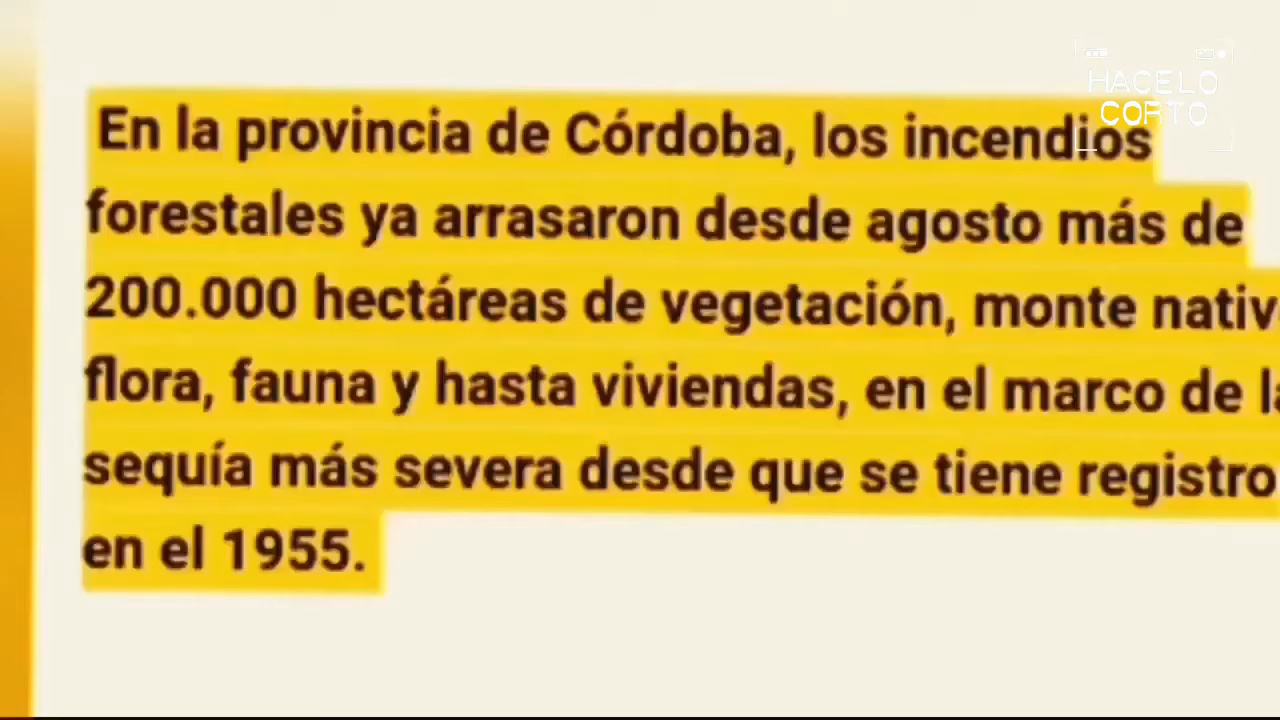 HACELO
CORTO
En la provincia de Córdoba, los incendios
forestales ya arrasaron desde agosto más de
200.000 hectáreas de vegetación, monte nativ
flora, fauna y hasta viviendas, en el marco de la
sequía más severa desde que se tiene registro
en el 1955.